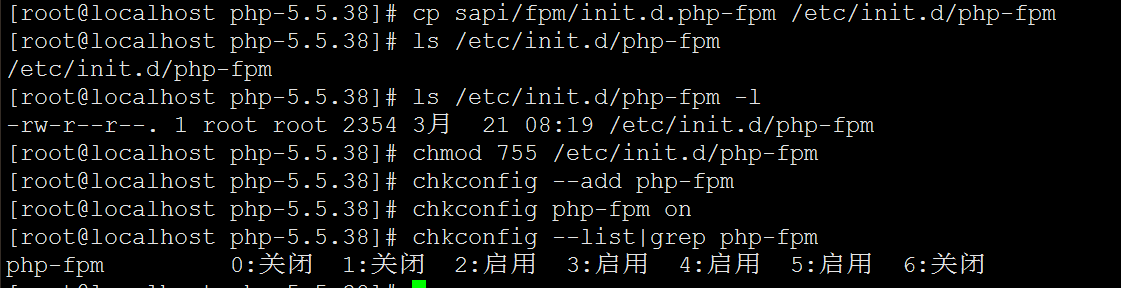 [root@localhost php-5.5.38]# cp sapi/fpm/init.d.php-fpm /etc/init.d/php-fpm
[root@localhost php-5.5.38]# ls /etc/init.d/php-fpm
/etc/init.d/php-fpm
[root@localhost php-5.5.38]# ls /etc/init.d/php-fpm -l
-rw-r--r--. 1 root root 2354 3月  21 08:19 /etc/init.d/php-fpm
[root@localhost php-5.5.38]# chmod 755 /etc/init.d/php-fpm
[root@localhost php-5.5.38]# chkconfig --add php-fpm
[root@localhost php-5.5.38]# chkconfig php-fpm on
[root@localhost php-5.5.38]# chkconfig --list|grep php-fpm
php-fpm         0:关闭  1:关闭  2:启用  3:启用  4:启用  5:启用  6:关闭
[root@localhost php-5.5.38]#